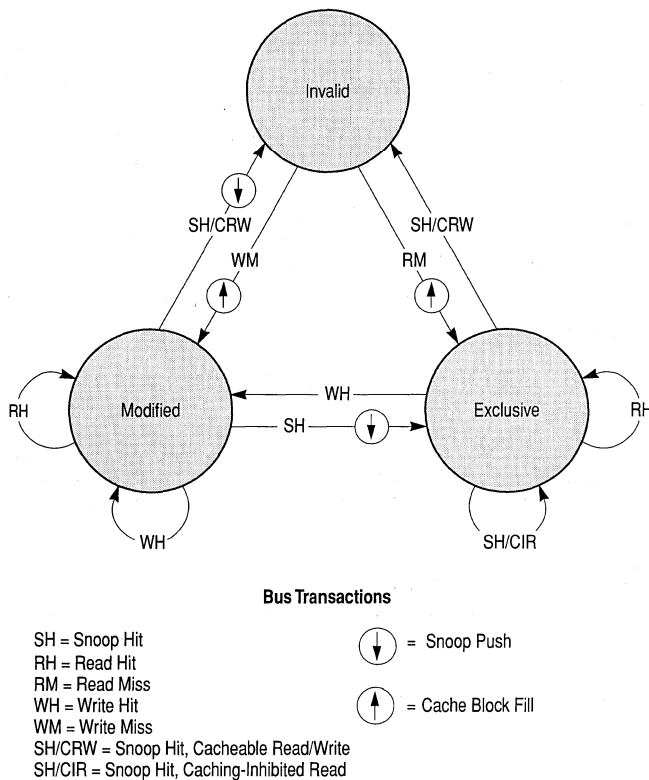 Invalid
SH/CRW
SH/CRW
WM
RM
WH
RH
Modified
Exclusive
RH
SH
WH
SH/CIR
Bus Transactions
SH = Snoop Hit
= Snoop Push
RH = Read Hit
RM = Read Miss
WH = Write Hit
= Cache Block Fill
WM = Write Miss
SH/CRW = Snoop Hit, Cacheable Read/Write
SH/CIR = Snoop Hit, Caching-Inhibited Read